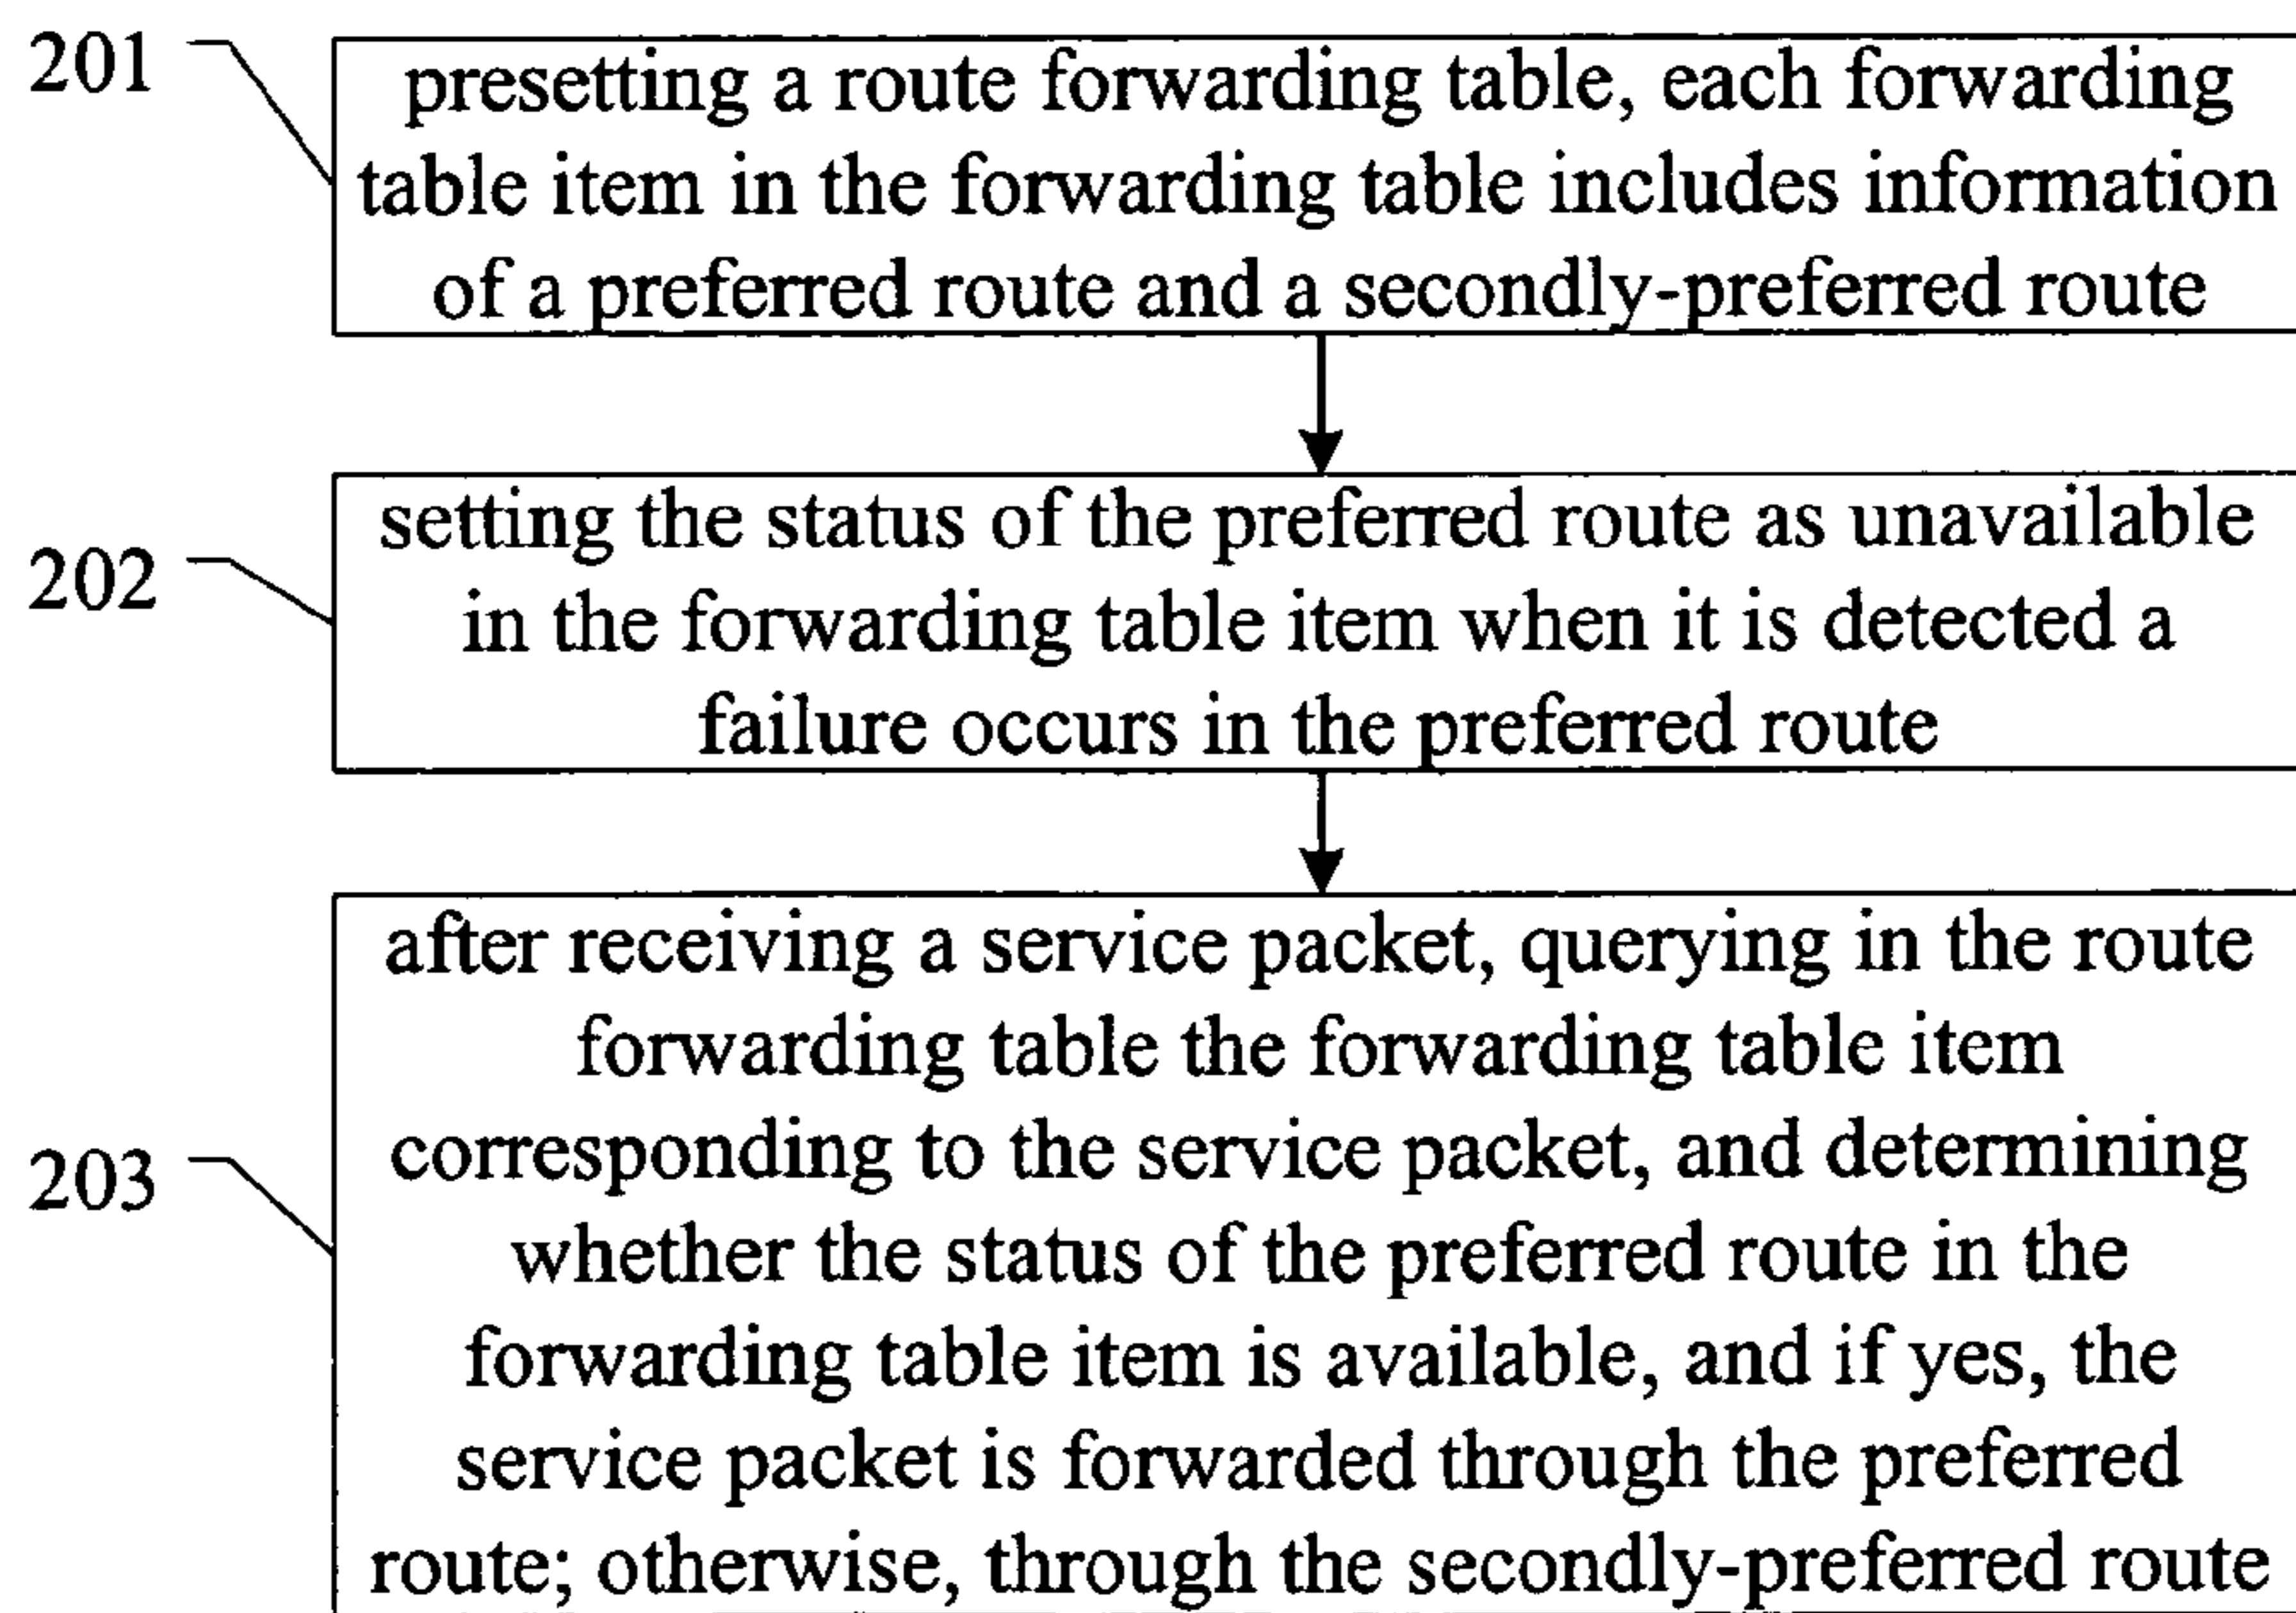 201
presetting a route forwarding table, each forwarding
table item in the forwarding table includes information
of a preferred route and a secondly-preferred route
202
setting the status of the preferred route as unavailable
in the forwarding table item when it is detected a
failure occurs in the preferred route
203
after receiving a service packet, querying in the route
forwarding table the forwarding table item
corresponding to the service packet, and determining
whether the status of the preferred route in the
forwarding table item is available, and if yes, the
service packet is forwarded through the preferred
route; otherwise, through the secondly-preferred route